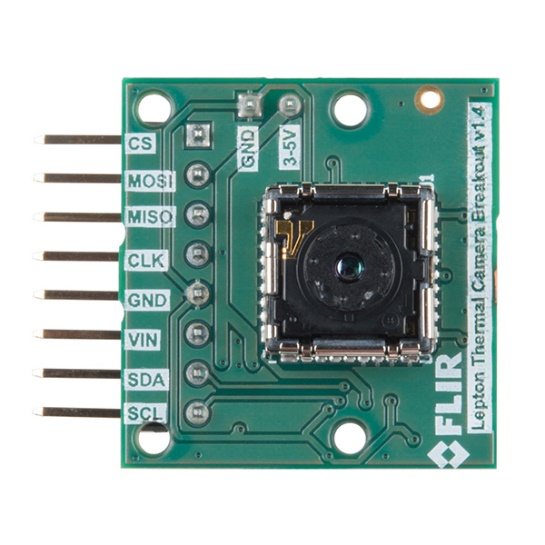 CS
MOSI
MISO
CLK
GND
VIN
SDA
SCL
GND
3-5V
FLIR
Lepton Thermal Camera Breakout v1.4